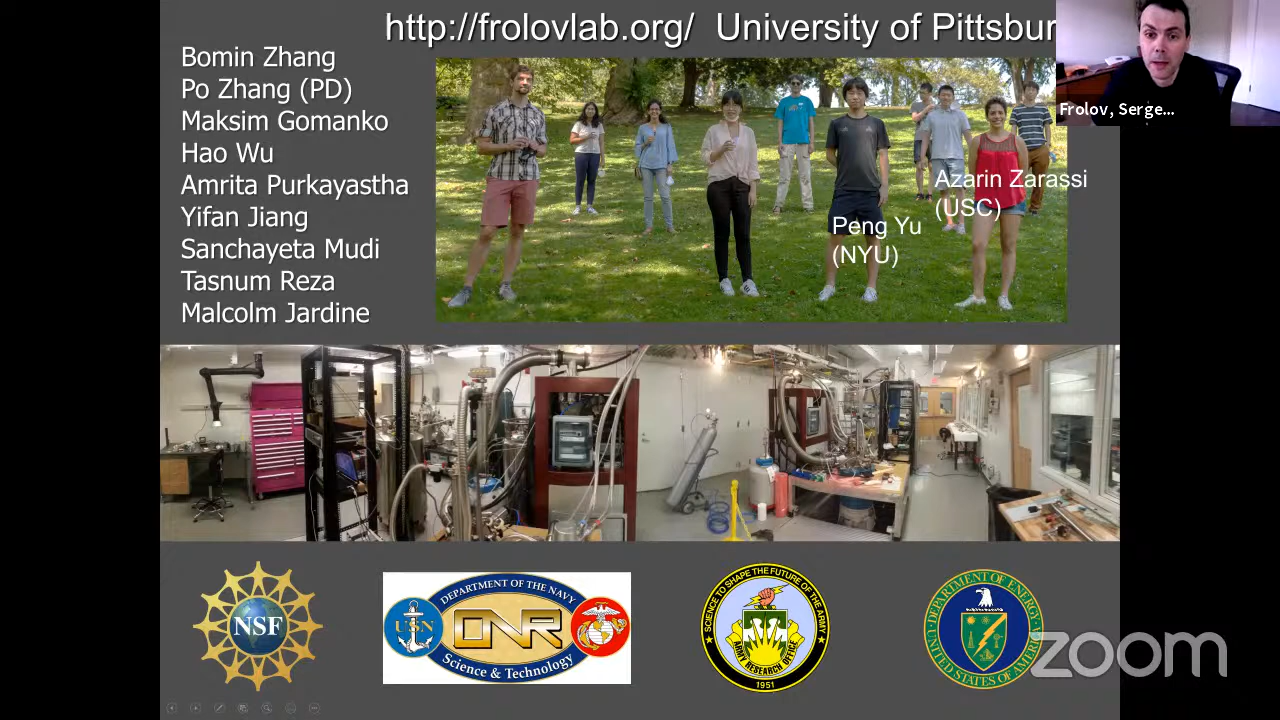 http://frolovlab.org/ University of Pittsbur
Frolov, Serge...
Bomin Zhang
Po Zhang (PD)
Maksim Gomanko
Hao Wu
Amrita Purkayastha
Yifan Jiang
Sanchayeta Mudi
Tasnum Reza
Malcolm Jardine
Azarin Zarassi
(USC)
Peng Yu
(NYU)
NSF
DEPARTMENT OF THE NAVY
USN
ONR
Science & Technology
SCIENCE TO SHAPE THE FUTURE OF THE ARMY
ARMY RESEARCH OFFICE
1951
DEPARTMENT OF ENERGY
UNITED STATES OF AMERICA
zoom